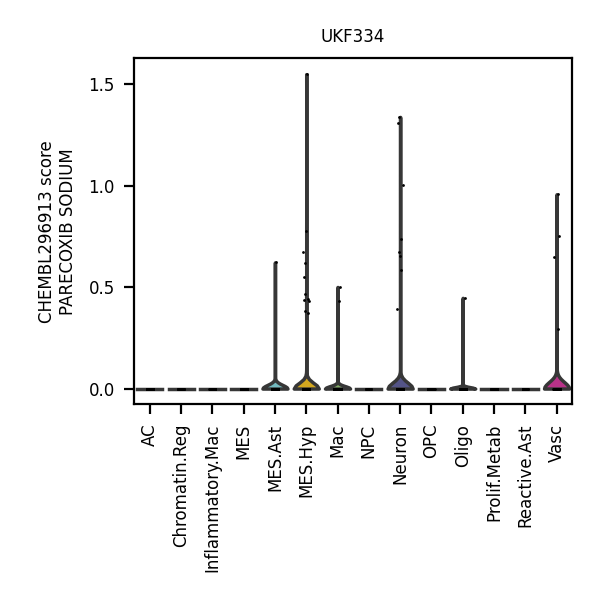 UKF334
CHEMBL296913 score
PARECOXIB SODIUM
1.5
1.0
0.5
0.0
AC
Chromatin.Reg
Inflammatory.Mac
MES
MES.Ast
MES.Hyp
Mac
NPC
Neuron
OPC
Oligo
Prolif.Metab
Reactive.Ast
Vasc